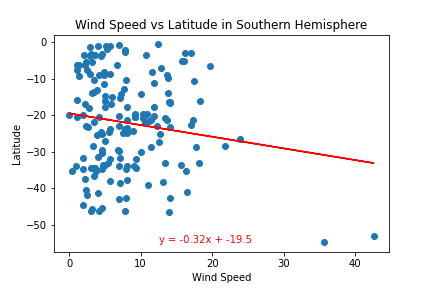 Wind Speed vs Latitude in Southern Hemisphere
0
−10
−20
−30
−40
−50
Latitude
y = -0.32x + -19.5
0 10 20 30 40
Wind Speed